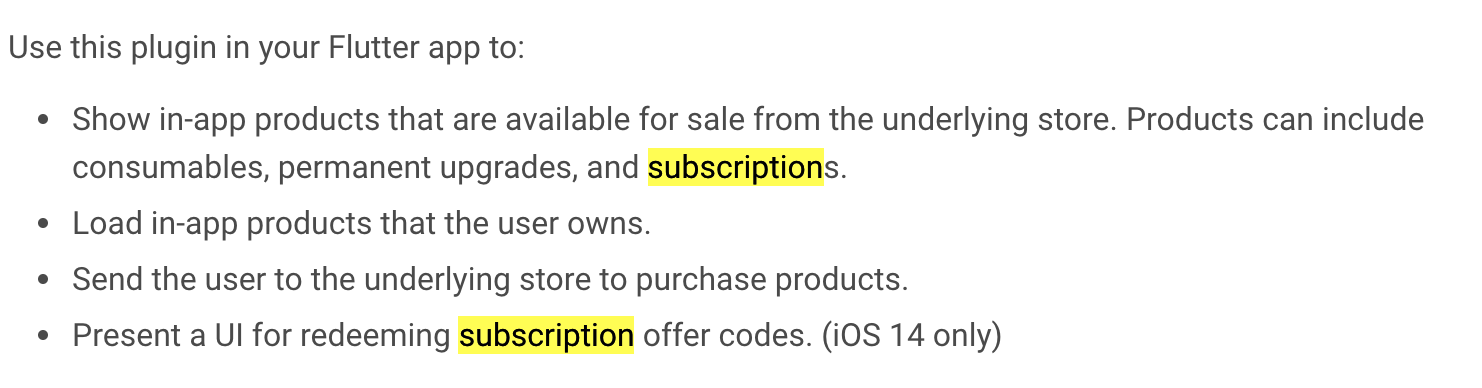 Use this plugin in your Flutter app to:
• Show in-app products that are available for sale from the underlying store. Products can include
consumables, permanent upgrades, and subscriptions.
• Load in-app products that the user owns.
• Send the user to the underlying store to purchase products.
• Present a UI for redeeming subscription offer codes. (iOS 14 only)